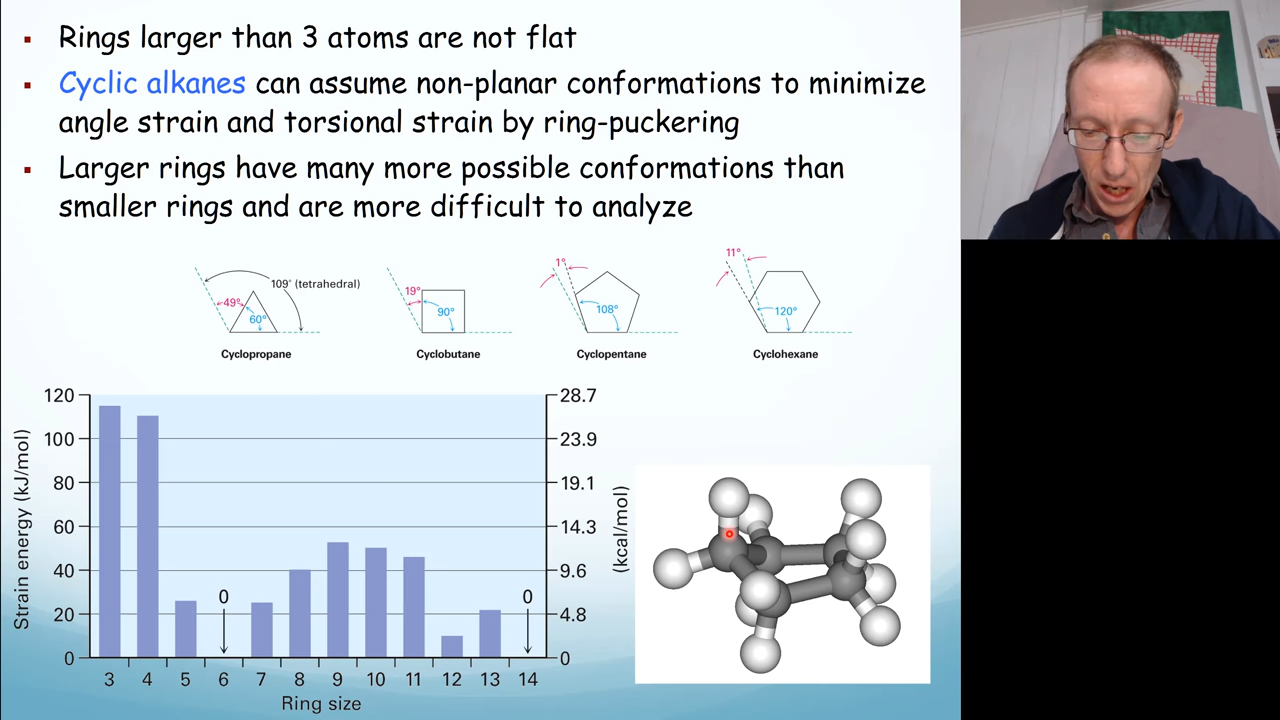 ▪ Rings larger than 3 atoms are not flat
▪ Cyclic alkanes can assume non-planar conformations to minimize
angle strain and torsional strain by ring-puckering
▪ Larger rings have many more possible conformations than
smaller rings and are more difficult to analyze
109° (tetrahedral)
49°
60°
Cyclopropane
19°
90°
Cyclobutane
1°
108°
Cyclopentane
11°
120°
Cyclohexane
Strain energy (kJ/mol)
120
100
80
60
40
20
0
0
0
28.7
23.9
19.1
14.3
9.6
4.8
0
(kcal/mol)
3 4 5 6 7 8 9 10 11 12 13 14
Ring size